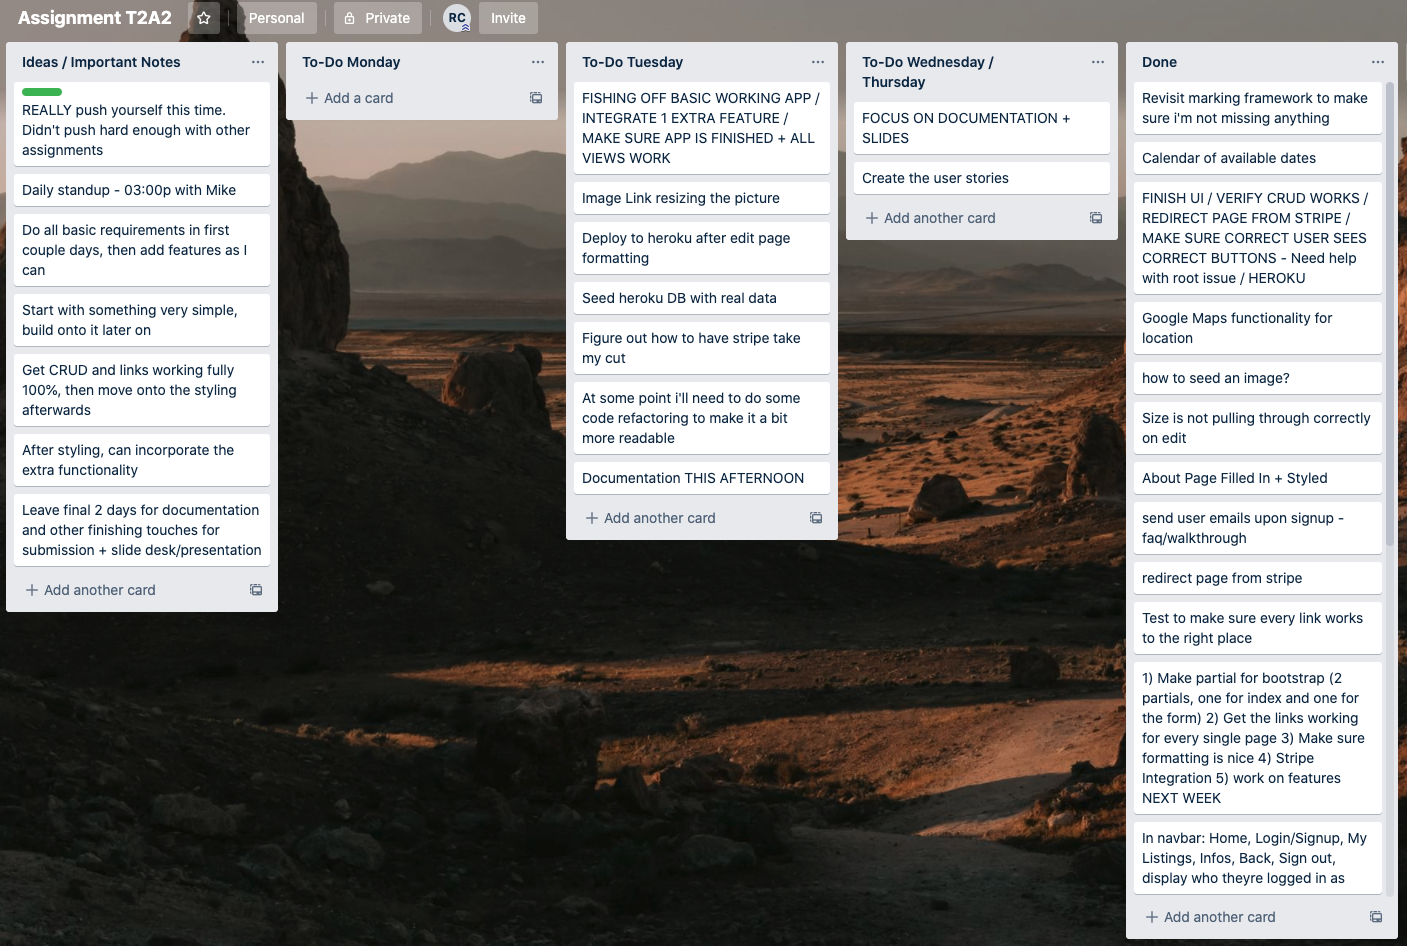 Assignment T2A2
Personal
Private
RC
Invite
Ideas / Important Notes
REALLY push yourself this time.
Didn't push hard enough with other
assignments
Daily standup - 03:00p with Mike
Do all basic requirements in first
couple days, then add features as I
can
Start with something very simple,
build onto it later on
Get CRUD and links working fully
100%, then move onto the styling
afterwards
After styling, can incorporate the
extra functionality
Leave final 2 days for documentation
and other finishing touches for
submission + slide desk/presentation
Add another card
To-Do Monday
Add a card
To-Do Tuesday
FISHING OFF BASIC WORKING APP /
INTEGRATE 1 EXTRA FEATURE /
MAKE SURE APP IS FINISHED + ALL
VIEWS WORK
Image Link resizing the picture
Deploy to heroku after edit page
formatting
Seed heroku DB with real data
Figure out how to have stripe take
my cut
At some point i'll need to do some
code refactoring to make it a bit
more readable
Documentation THIS AFTERNOON
Add another card
To-Do Wednesday /
Thursday
FOCUS ON DOCUMENTATION +
SLIDES
Create the user stories
Add another card
Done
Revisit marking framework to make
sure i'm not missing anything
Calendar of available dates
FINISH UI / VERIFY CRUD WORKS /
REDIRECT PAGE FROM STRIPE /
MAKE SURE CORRECT USER SEES
CORRECT BUTTONS - Need help
with root issue / HEROKU
Google Maps functionality for
location
how to seed an image?
Size is not pulling through correctly
on edit
About Page Filled In + Styled
send user emails upon signup -
faq/walkthrough
redirect page from stripe
Test to make sure every link works
to the right place
1) Make partial for bootstrap (2
partials, one for index and one for
the form) 2) Get the links working
for every single page 3) Make sure
formatting is nice 4) Stripe
Integration 5) work on features
NEXT WEEK
In navbar: Home, Login/Signup, My
Listings, Infos, Back, Sign out,
display who theyre logged in as
Add another card